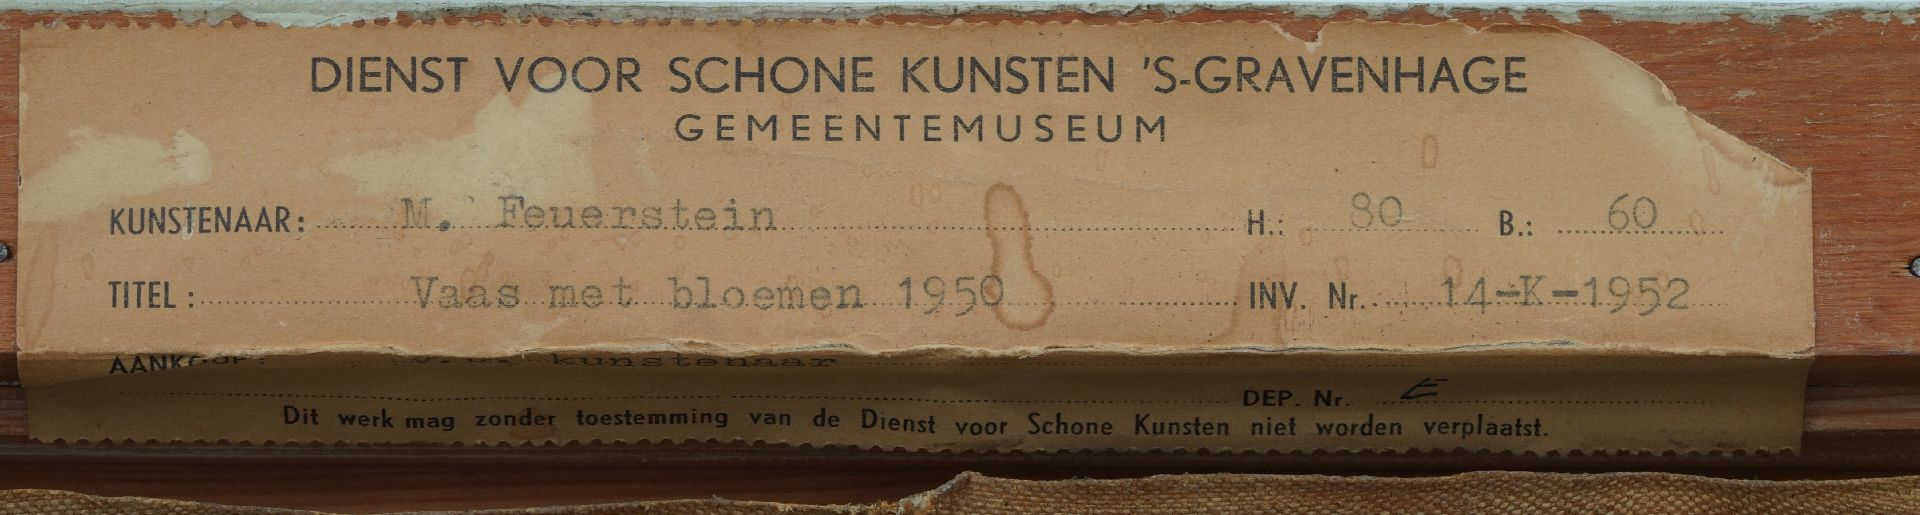 DIENST VOOR SCHONE KUNSTEN 'S-GRAVENHAGE
GEMEENTEMUSEUM
KUNSTENAAR: M. Feuerstein H.: 80 B.: 60
TITEL: Vaas met bloemen 1950 INV. Nr. 14-K-1952
AANKOOP: kunstenaar
DEP. Nr. E
Dit werk mag zonder toestemming van de Dienst voor Schone Kunsten niet worden verplaatst.